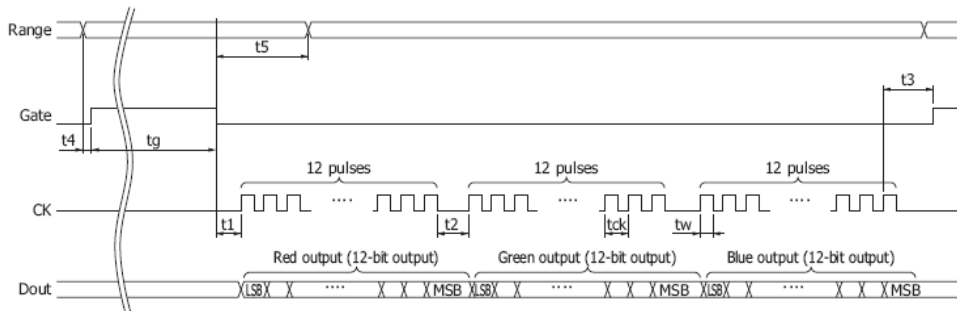 Range
t5
Gate
t3
t4
tg
12 pulses
12 pulses
12 pulses
CK
....
....
....
t1
t2
tck
tw
Red output (12-bit output)
Green output (12-bit output)
Blue output (12-bit output)
Dout
LSB
....
MSB
LSB
....
MSB
LSB
....
MSB